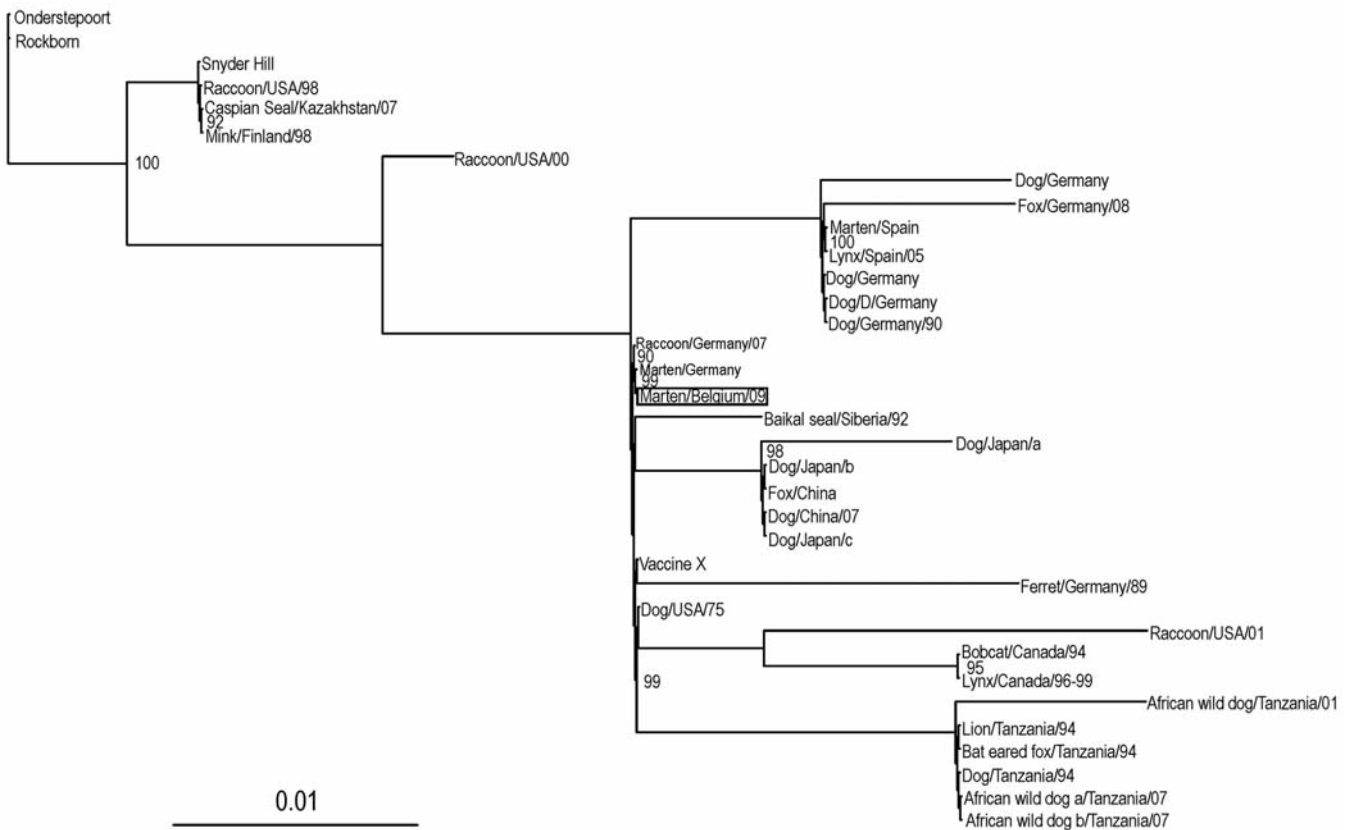 Onderstepoort
Rockborn
Snyder Hill
Raccoon/USA/98
Caspian Seal/Kazakhstan/07
92
Mink/Finland/98
Raccoon/USA/00
100
Dog/Germany
Fox/Germany/08
Marten/Spain
100
Lynx/Spain/05
Dog/Germany
Dog/D/Germany
Dog/Germany/90
Raccoon/Germany/07
90
Marten/Germany
99
Marten/Belgium/09
Baikal seal/Siberia/92
Dog/Japan/a
98
Dog/Japan/b
Fox/China
Dog/China/07
Dog/Japan/c
Vaccine X
Ferret/Germany/89
Dog/USA/75
Raccoon/USA/01
Bobcat/Canada/94
95
Lynx/Canada/96-99
99
African wild dog/Tanzania/01
Lion/Tanzania/94
Bat eared fox/Tanzania/94
Dog/Tanzania/94
African wild dog a/Tanzania/07
African wild dog b/Tanzania/07
0.01